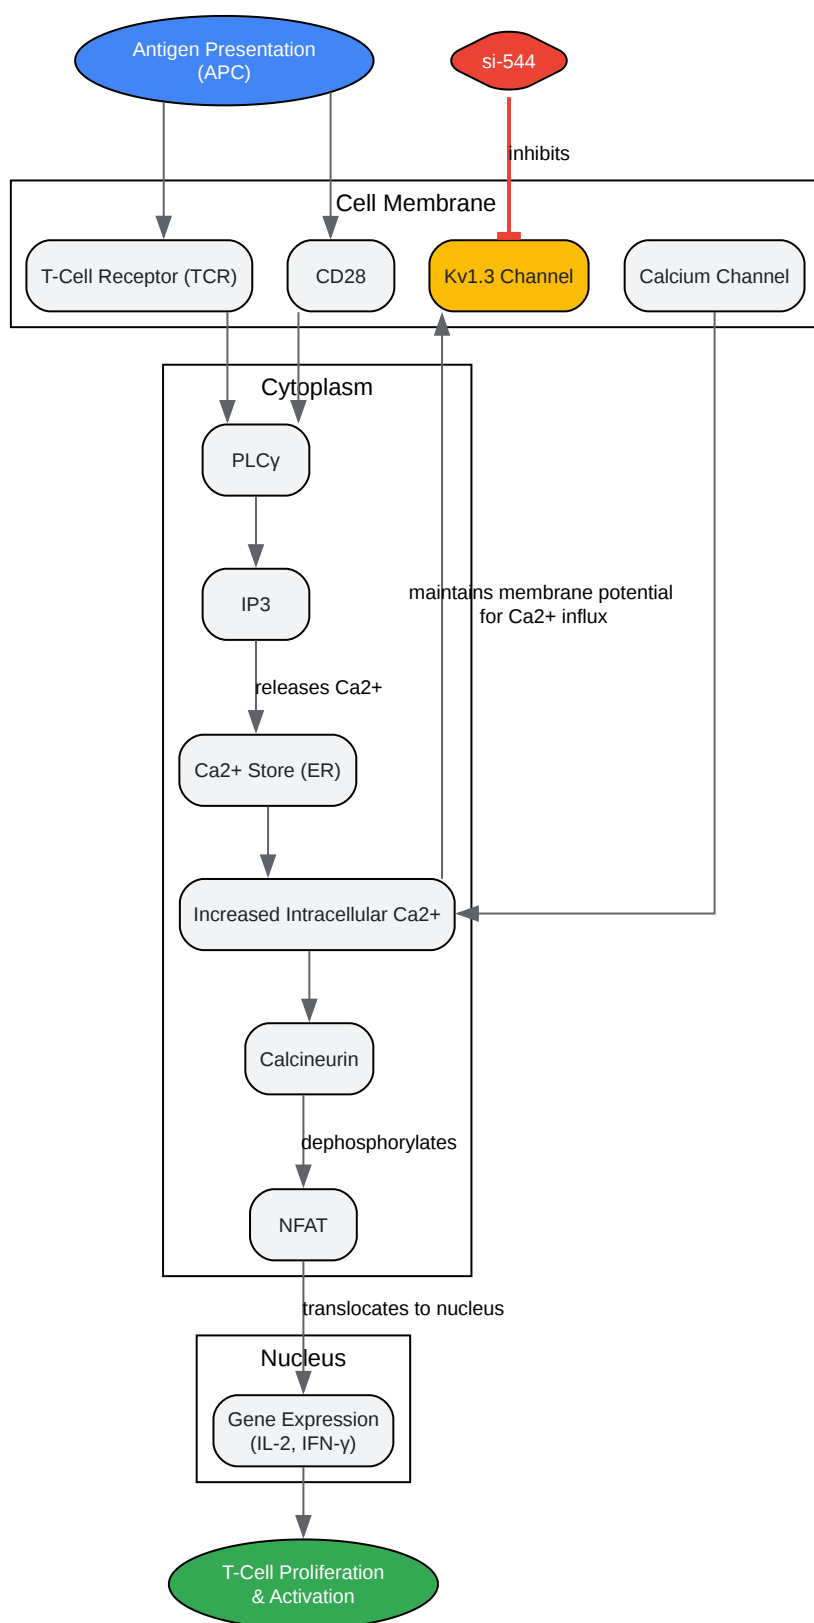 Antigen Presentation
(APC)
si-544
inhibits
Cell Membrane
T-Cell Receptor (TCR)
CD28
Kv1.3 Channel
Calcium Channel
Cytoplasm
PLCγ
IP3
maintains membrane potential
for Ca2+ influx
releases Ca2+
Ca2+ Store (ER)
Increased Intracellular Ca2+
Calcineurin
dephosphorylates
NFAT
translocates to nucleus
Nucleus
Gene Expression
(IL-2, IFN-γ)
T-Cell Proliferation
& Activation